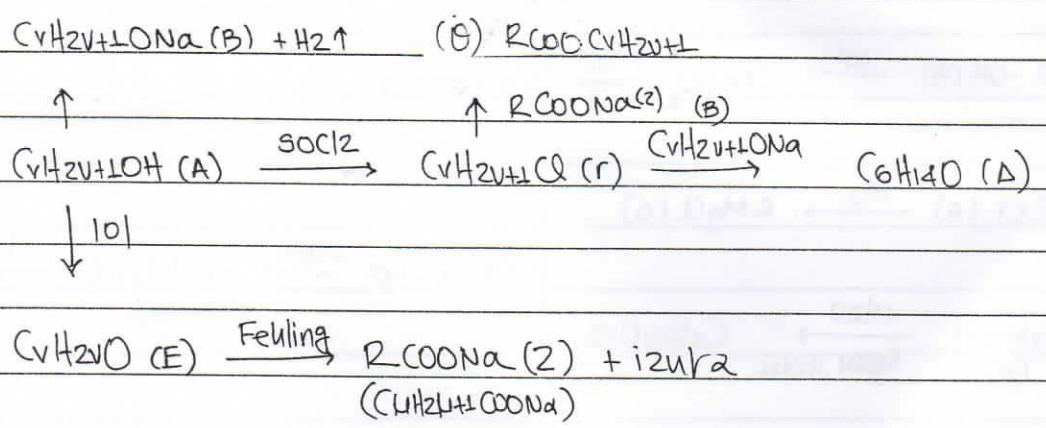 CνH2ν+1ONa (B) + H2↑ (Θ) RCOOCνH2ν+1
↑ ↑ RCOONa(Z) (B)
CνH2ν+1OH (A) SOCl2 → CνH2ν+1Cl (Γ) CνH2ν+1ONa → C6H14O (Δ)
↓ |O|
CνH2νO (E) Fehling → RCOONa (Z) + ίζημα
(CμH2μ+1COONa)